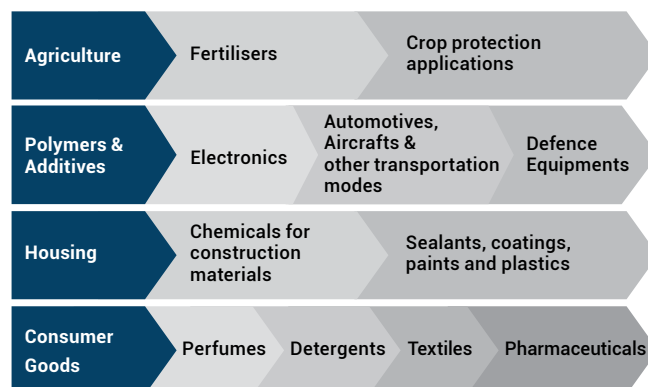 Agriculture
Fertilisers
Crop protection
applications
Polymers &
Additives
Electronics
Automotives,
Aircrafts &
other transportation
modes
Defence
Equipments
Housing
Chemicals for
construction
materials
Sealants, coatings,
paints and plastics
Consumer
Goods
Perfumes
Detergents
Textiles
Pharmaceuticals